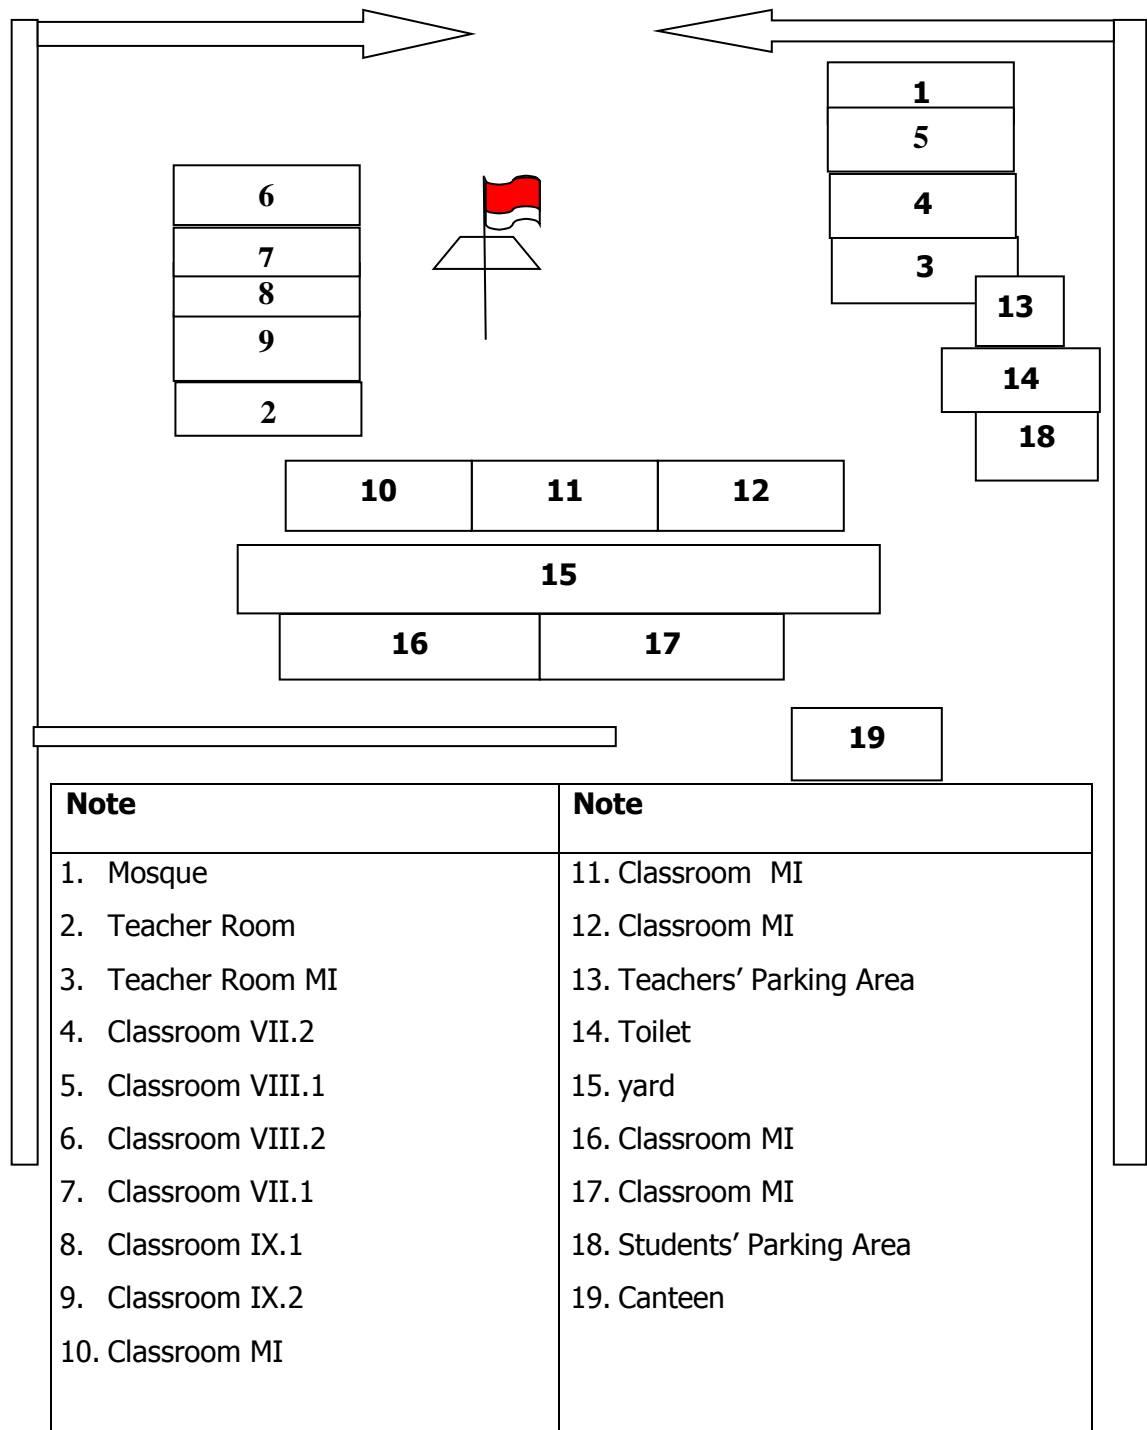 1
5
6
4
7
3
8
13
9
14
2
18
10 11 12
15
16 17
19
Note
1. Mosque
2. Teacher Room
3. Teacher Room MI
4. Classroom VII.2
5. Classroom VIII.1
6. Classroom VIII.2
7. Classroom VII.1
8. Classroom IX.1
9. Classroom IX.2
10. Classroom MI
Note
11. Classroom MI
12. Classroom MI
13. Teachers’ Parking Area
14. Toilet
15. yard
16. Classroom MI
17. Classroom MI
18. Students’ Parking Area
19. Canteen